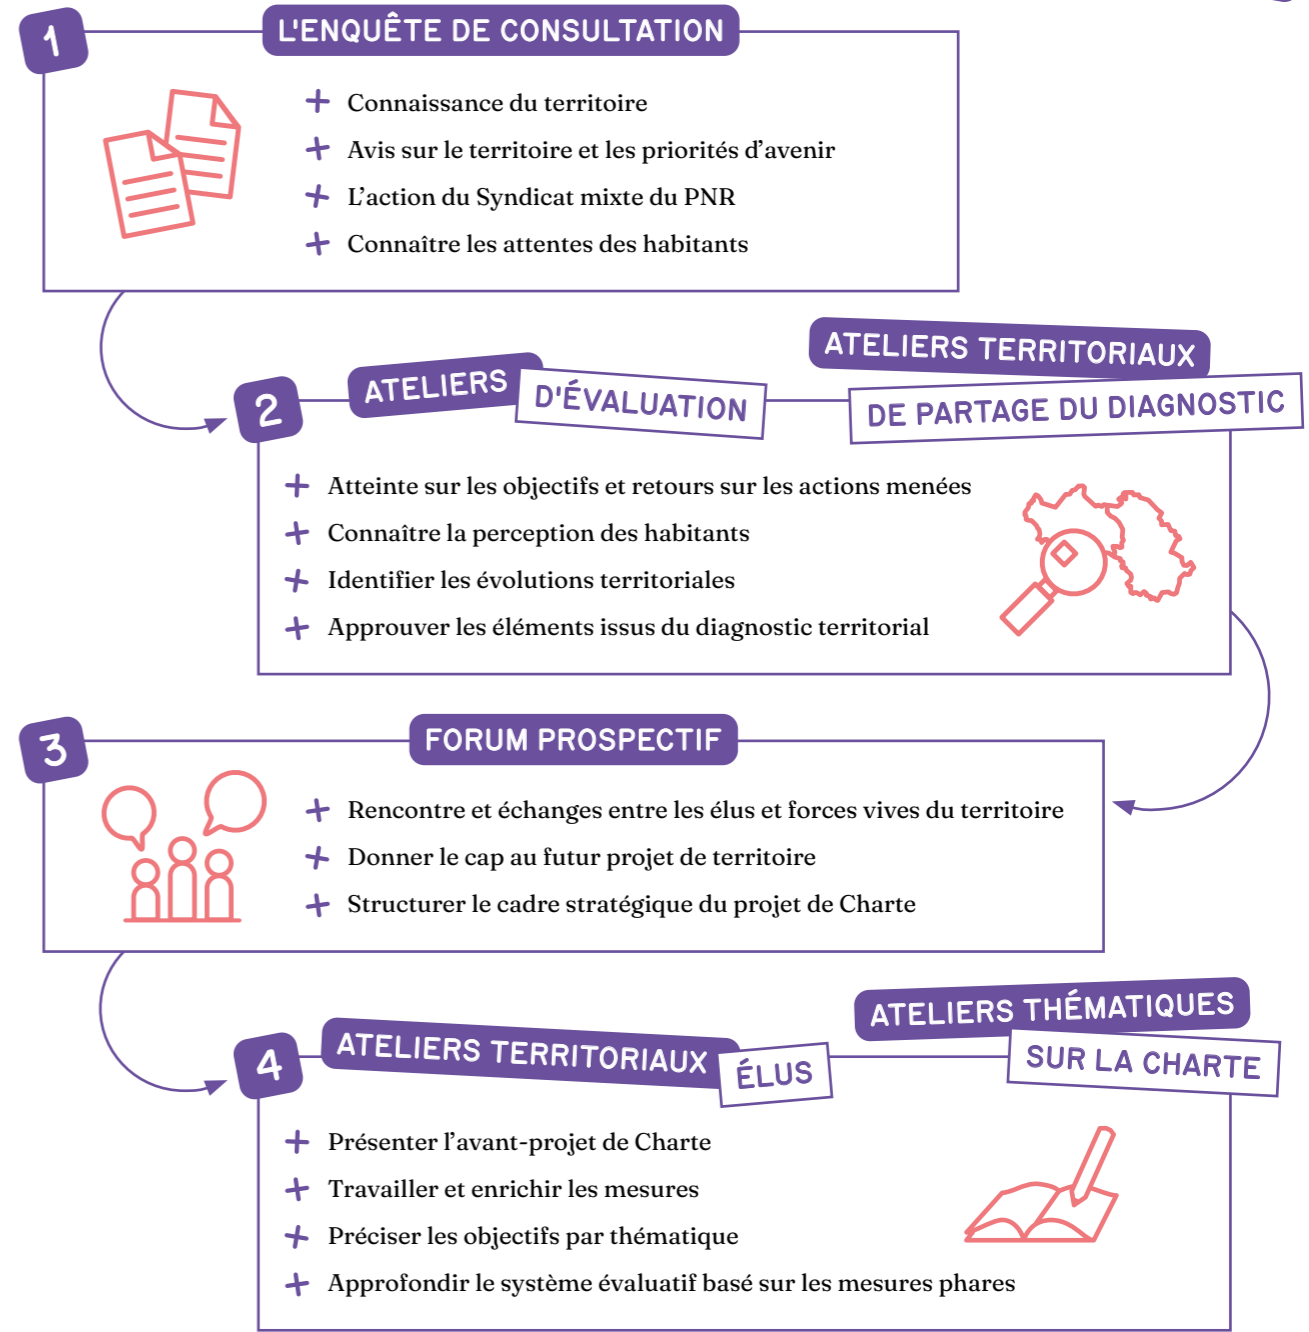 1
L'ENQUÊTE DE CONSULTATION
Connaissance du territoire
Avis sur le territoire et les priorités d’avenir
L’action du Syndicat mixte du PNR
Connaître les attentes des habitants
2
ATELIERS
D'ÉVALUATION
ATELIERS TERRITORIAUX
DE PARTAGE DU DIAGNOSTIC
Atteinte sur les objectifs et retours sur les actions menées
Connaître la perception des habitants
Identifier les évolutions territoriales
Approuver les éléments issus du diagnostic territorial
3
FORUM PROSPECTIF
Rencontre et échanges entre les élus et forces vives du territoire
Donner le cap au futur projet de territoire
Structurer le cadre stratégique du projet de Charte
4
ATELIERS TERRITORIAUX
ÉLUS
ATELIERS THÉMATIQUES
SUR LA CHARTE
Présenter l’avant-projet de Charte
Travailler et enrichir les mesures
Préciser les objectifs par thématique
Approfondir le système évaluatif basé sur les mesures phares